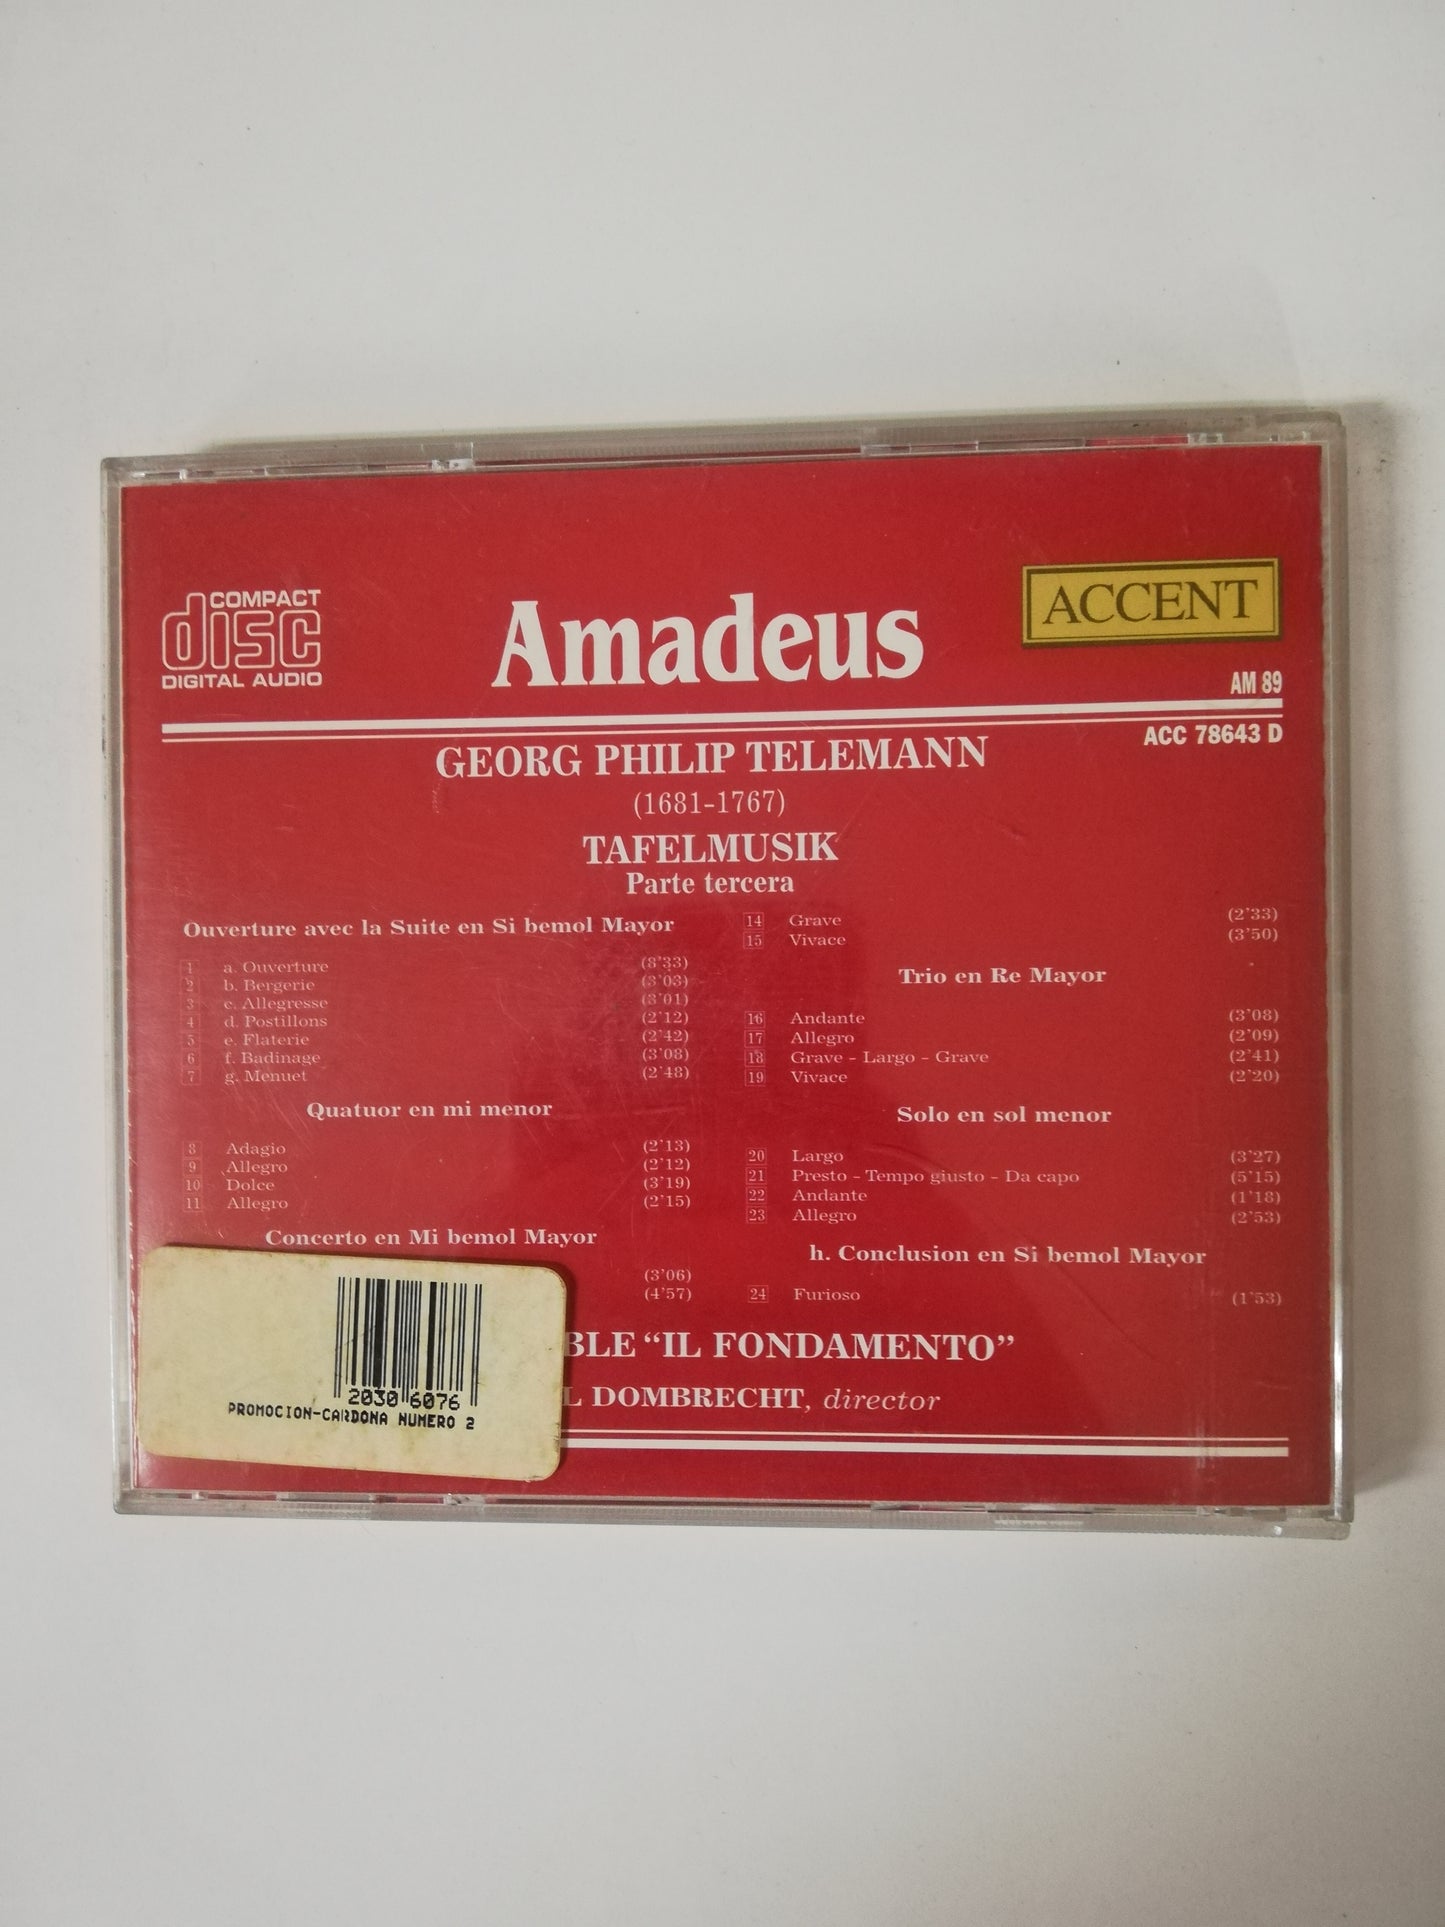 COMPACT
disc
DIGITAL AUDIO
Amadeus
ACCENT
AM 89
ACC 78643 D
GEORG PHILIP TELEMANN
(1681-1767)
TAFELMUSIK
Parte tercera
Ouverture avec la Suite en Si bemol Mayor
1 a. Ouverture (8'33)
2 b. Bergerie (3'03)
3 c. Allegresse (3'01)
4 d. Postillons (2'12)
5 e. Flaterie (2'42)
6 f. Badinage (3'08)
7 g. Menuet (2'48)
Quatuor en mi menor
8 Adagio (2'13)
9 Allegro (2'12)
10 Dolce (3'19)
11 Allegro (2'15)
Concerto en Mi bemol Mayor
(3'06)
(4'57)
14 Grave (2'33)
15 Vivace (3'50)
Trio en Re Mayor
16 Andante (3'08)
17 Allegro (2'09)
18 Grave - Largo - Grave (2'41)
19 Vivace (2'20)
Solo en sol menor
20 Largo (3'27)
21 Presto - Tempo giusto - Da capo (5'15)
22 Andante (1'18)
23 Allegro (2'53)
h. Conclusion en Si bemol Mayor
24 Furioso (1'53)
BLE "IL FONDAMENTO"
L DOMBRECHT, director
2030 6076
PROMOCION-CARDONA NUMERO 2